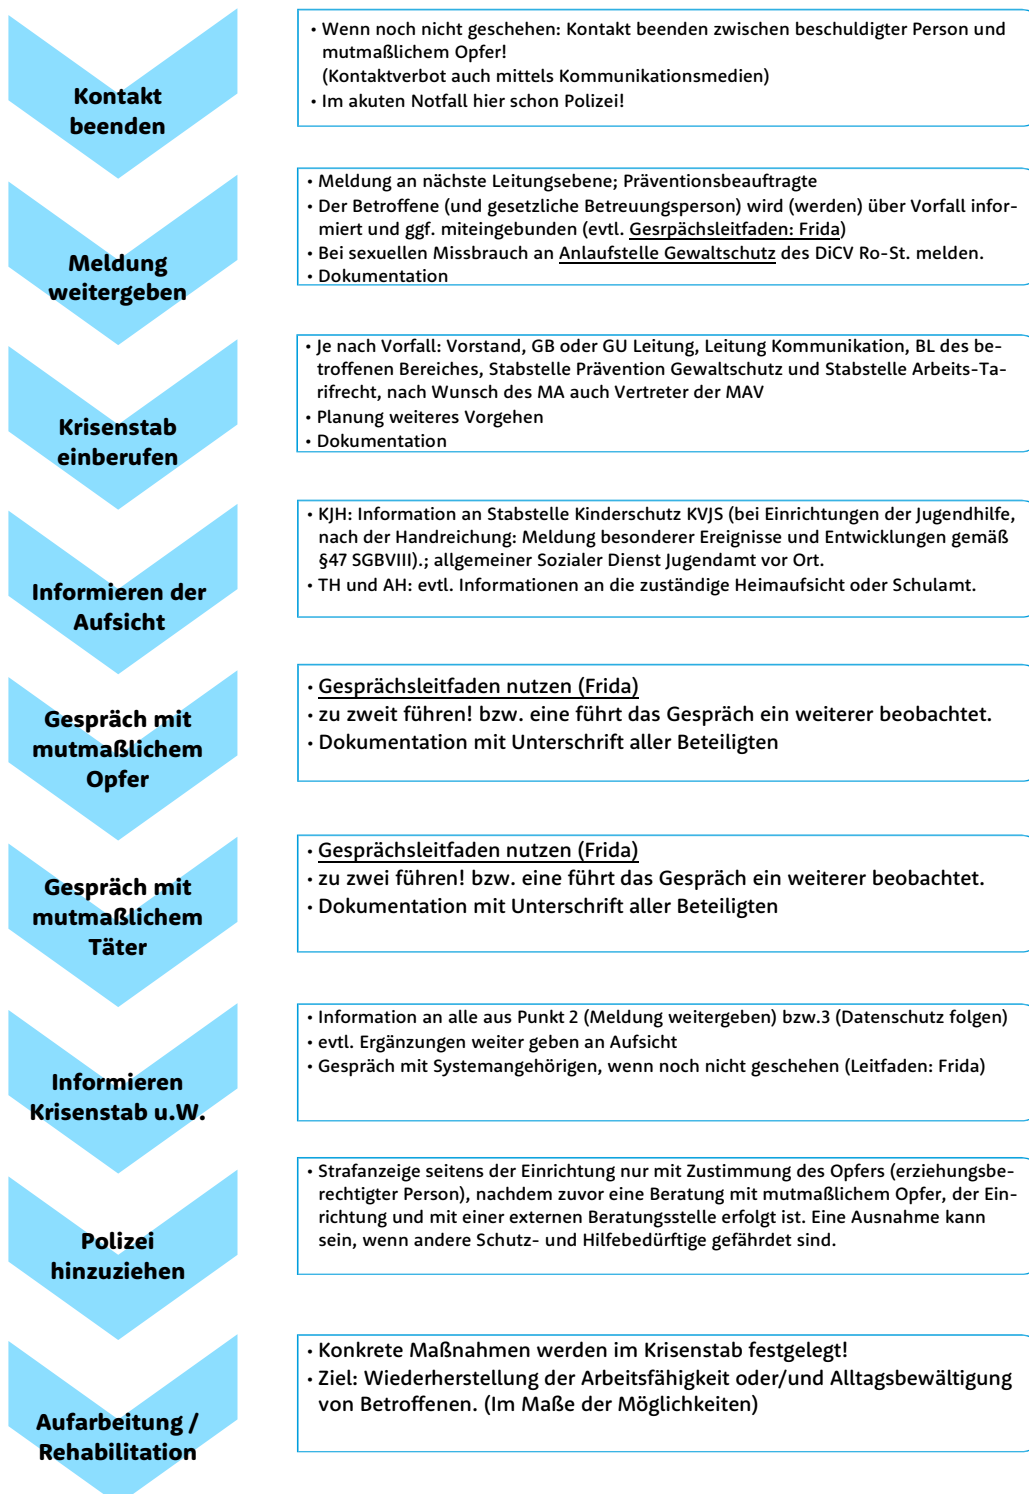 Kontakt
beenden
• Wenn noch nicht geschehen: Kontakt beenden zwischen beschuldigter Person und
mutmaßlichem Opfer!
(Kontaktverbot auch mittels Kommunikationsmedien)
• Im akuten Notfall hier schon Polizei!
Meldung
weitergeben
• Meldung an nächste Leitungsebene; Präventionsbeauftragte
• Der Betroffene (und gesetzliche Betreuungsperson) wird (werden) über Vorfall infor-
miert und ggf. miteingebunden (evtl. Gesrpächsleitfaden: Frida)
• Bei sexuellen Missbrauch an Anlaufstelle Gewaltschutz des DiCV Ro-St. melden.
• Dokumentation
Krisenstab
einberufen
• Je nach Vorfall: Vorstand, GB oder GU Leitung, Leitung Kommunikation, BL des be-
troffenen Bereiches, Stabstelle Prävention Gewaltschutz und Stabstelle Arbeits-Ta-
rifrecht, nach Wunsch des MA auch Vertreter der MAV
• Planung weiteres Vorgehen
• Dokumentation
Informieren der
Aufsicht
• KJH: Information an Stabstelle Kinderschutz KVJS (bei Einrichtungen der Jugendhilfe,
nach der Handreichung: Meldung besonderer Ereignisse und Entwicklungen gemäß
§47 SGBVIII).; allgemeiner Sozialer Dienst Jugendamt vor Ort.
• TH und AH: evtl. Informationen an die zuständige Heimaufsicht oder Schulamt.
Gespräch mit
mutmaßlichem
Opfer
• Gesprächsleitfaden nutzen (Frida)
• zu zweit führen! bzw. eine führt das Gespräch ein weiterer beobachtet.
• Dokumentation mit Unterschrift aller Beteiligten
Gespräch mit
mutmaßlichem
Täter
• Gesprächsleitfaden nutzen (Frida)
• zu zwei führen! bzw. eine führt das Gespräch ein weiterer beobachtet.
• Dokumentation mit Unterschrift aller Beteiligten
Informieren
Krisenstab u.W.
• Information an alle aus Punkt 2 (Meldung weitergeben) bzw.3 (Datenschutz folgen)
• evtl. Ergänzungen weiter geben an Aufsicht
• Gespräch mit Systemangehörigen, wenn noch nicht geschehen (Leitfaden: Frida)
Polizei
hinzuziehen
• Strafanzeige seitens der Einrichtung nur mit Zustimmung des Opfers (erziehungsbe-
rechtigter Person), nachdem zuvor eine Beratung mit mutmaßlichem Opfer, der Ein-
richtung und mit einer externen Beratungsstelle erfolgt ist. Eine Ausnahme kann
sein, wenn andere Schutz- und Hilfebedürftige gefährdet sind.
Aufarbeitung /
Rehabilitation
• Konkrete Maßnahmen werden im Krisenstab festgelegt!
• Ziel: Wiederherstellung der Arbeitsfähigkeit oder/und Alltagsbewältigung
von Betroffenen. (Im Maße der Möglichkeiten)